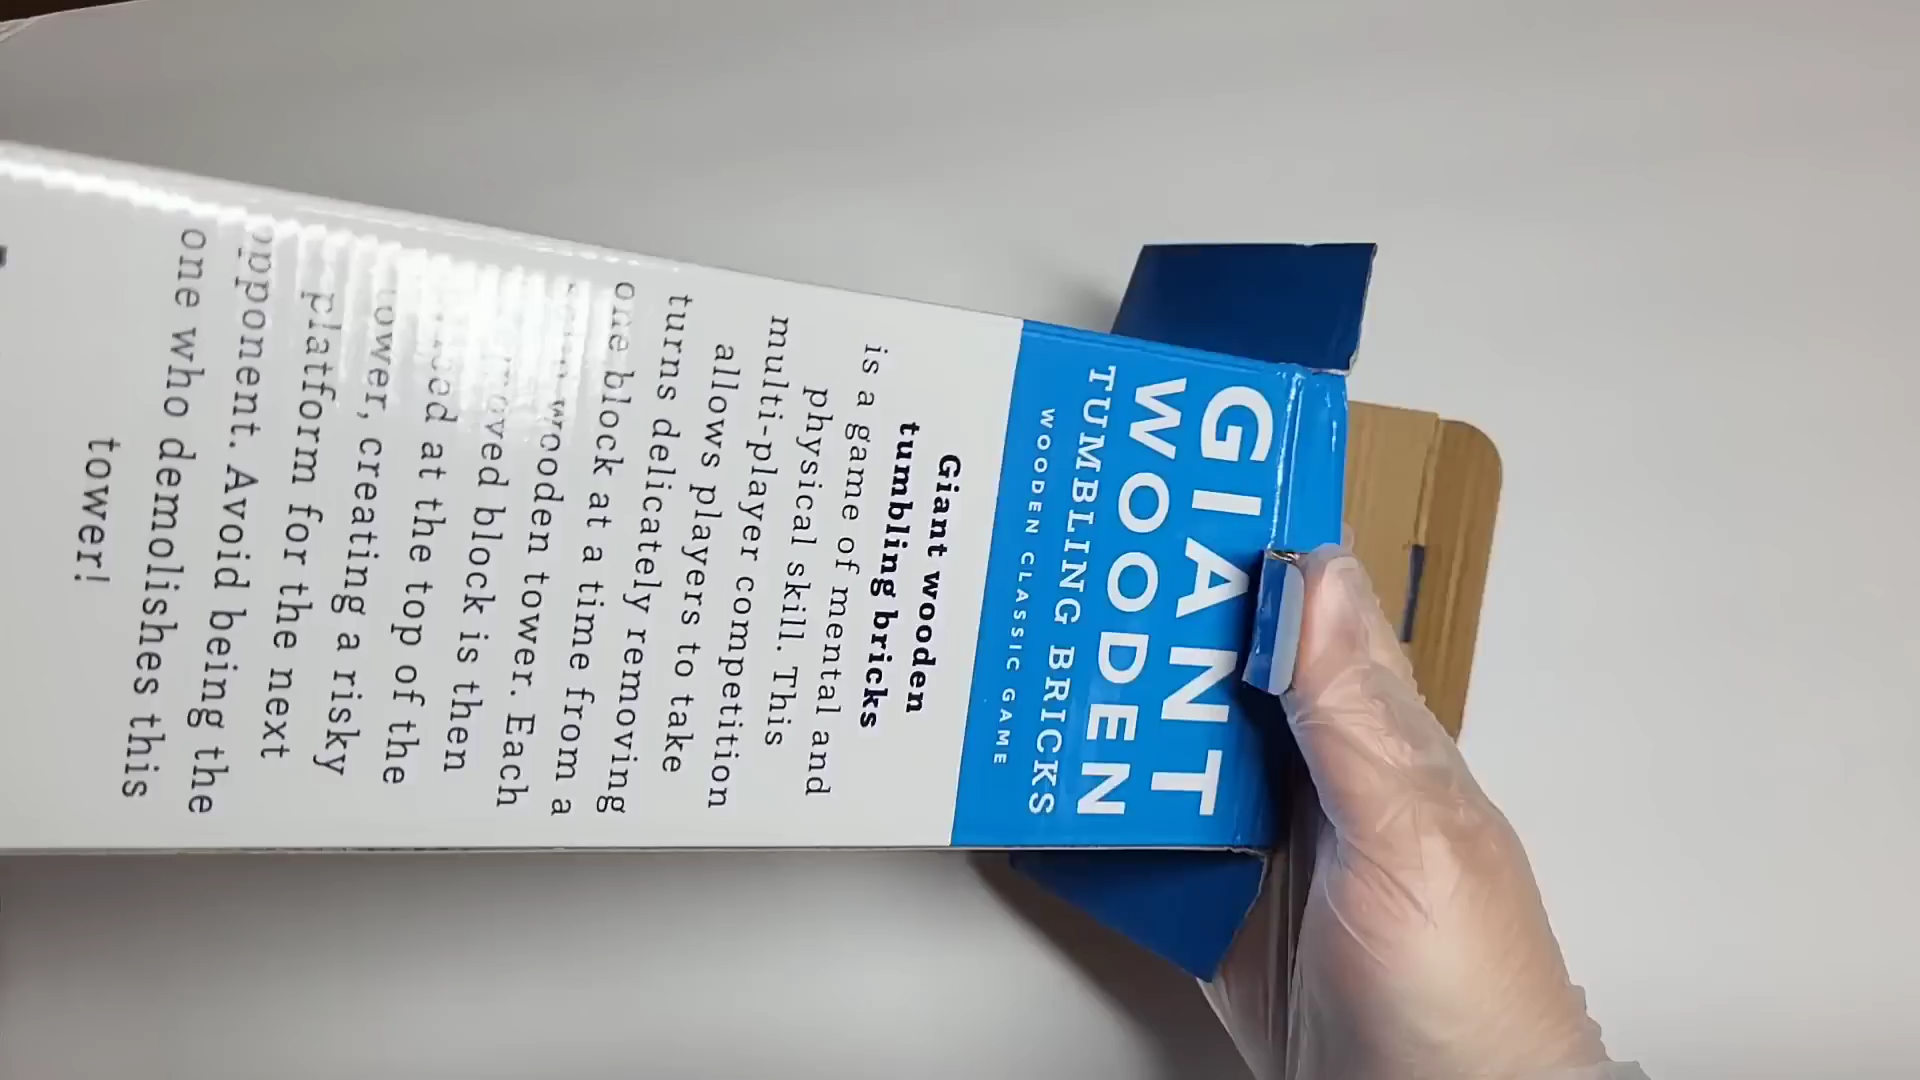 GIANT
WOODEN
TUMBLING BRICKS
WOODEN CLASSIC GAME
Giant wooden
tumbling bricks
is a game of mental and
physical skill. This
multi-player competition
allows players to take
turns delicately removing
one block at a time from a
wooden tower. Each
block is then
at the top of the
tower, creating a risky
platform for the next
opponent. Avoid being the
one who demolishes this
tower!